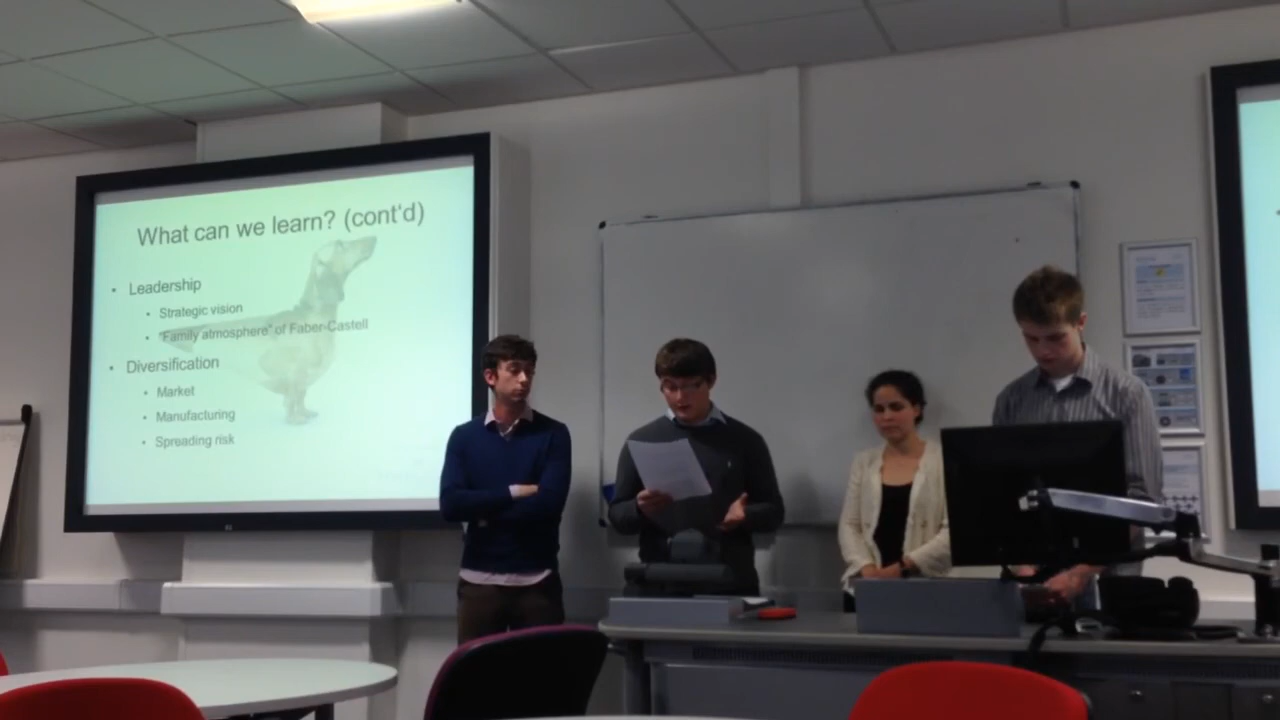 What can we learn? (cont'd)
• Leadership
• Strategic vision
• "Family atmosphere" of Faber-Castell
• Diversification
• Market
• Manufacturing
• Spreading risk